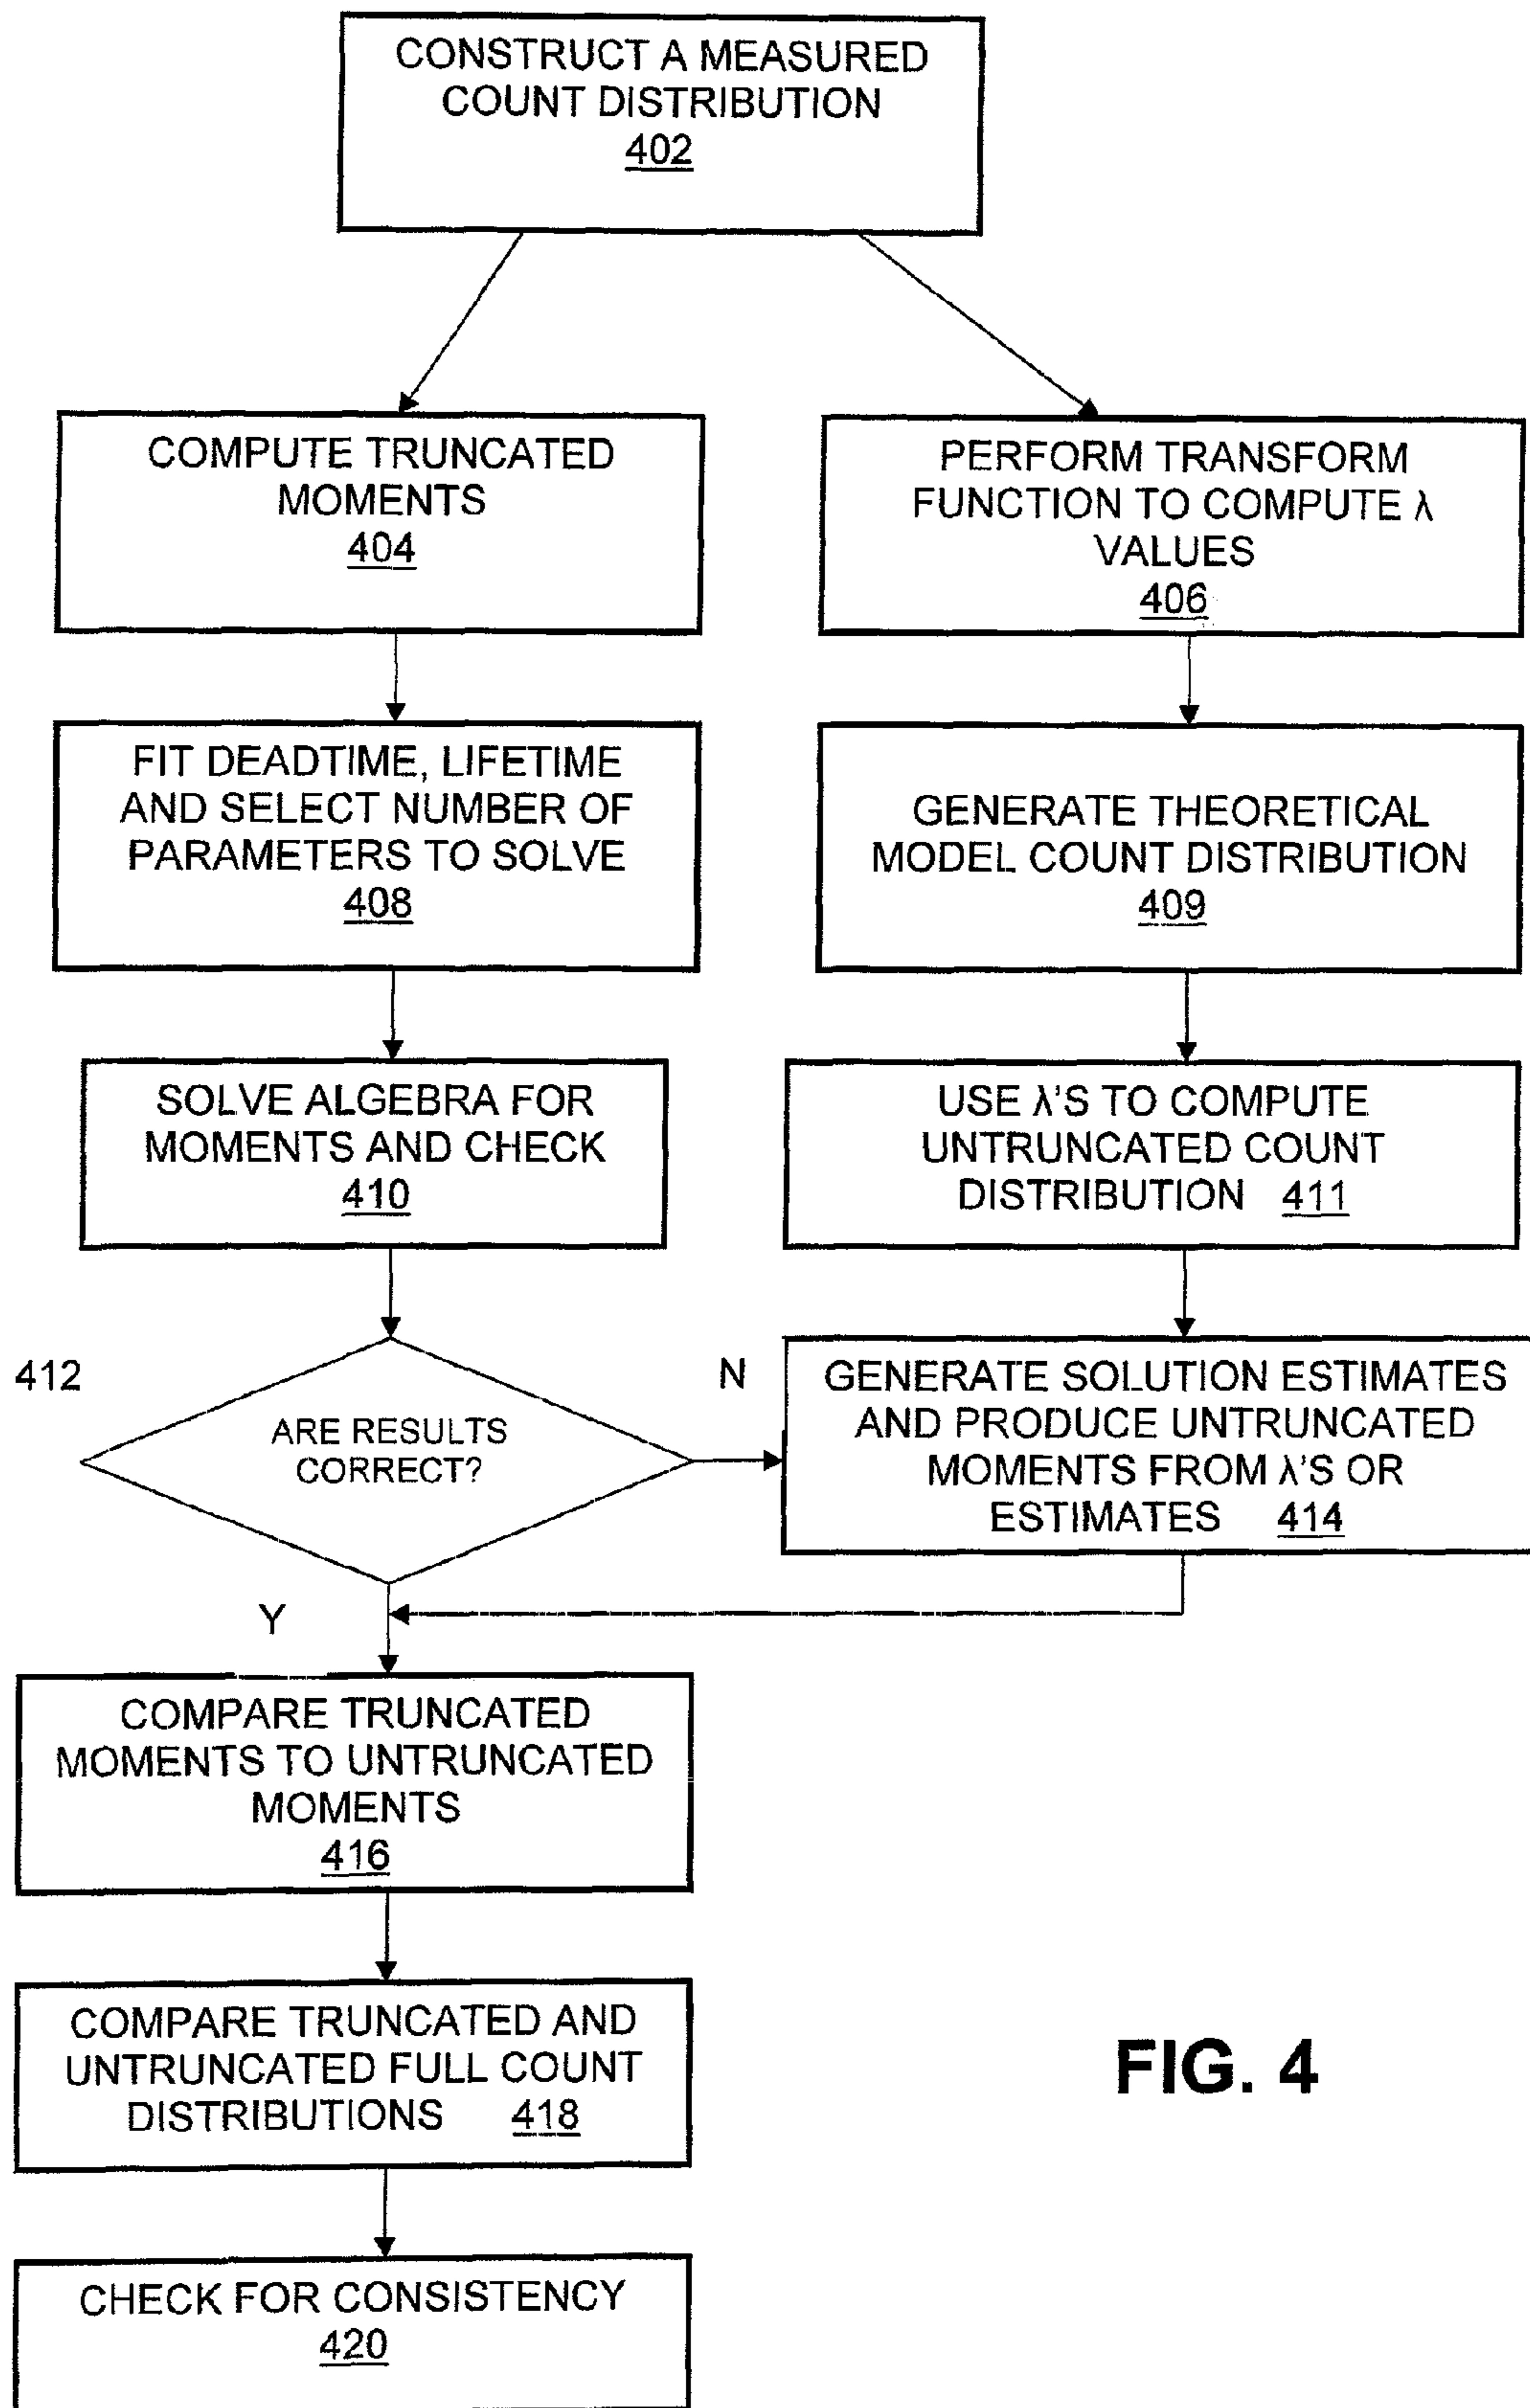 CONSTRUCT A MEASURED
COUNT DISTRIBUTION
402
COMPUTE TRUNCATED
MOMENTS
404
PERFORM TRANSFORM
FUNCTION TO COMPUTE λ
VALUES
406
FIT DEADTIME, LIFETIME
AND SELECT NUMBER OF
PARAMETERS TO SOLVE
408
GENERATE THEORETICAL
MODEL COUNT DISTRIBUTION
409
SOLVE ALGEBRA FOR
MOMENTS AND CHECK
410
USE λ'S TO COMPUTE
UNTRUNCATED COUNT
DISTRIBUTION 411
412
ARE RESULTS
CORRECT?
N
GENERATE SOLUTION ESTIMATES
AND PRODUCE UNTRUNCATED
MOMENTS FROM λ'S OR
ESTIMATES 414
Y
COMPARE TRUNCATED
MOMENTS TO UNTRUNCATED
MOMENTS
416
COMPARE TRUNCATED AND
UNTRUNCATED FULL COUNT
DISTRIBUTIONS 418
FIG. 4
CHECK FOR CONSISTENCY
420